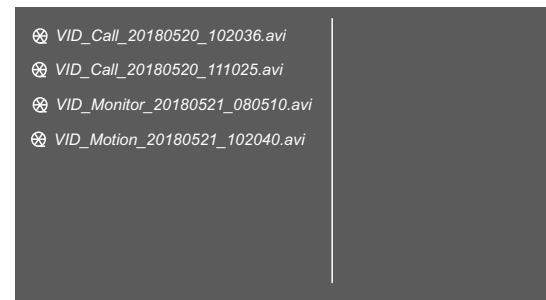 VID_Call_20180520_102036.avi
VID_Call_20180520_111025.avi
VID_Monitor_20180521_080510.avi
VID_Motion_20180521_102040.avi